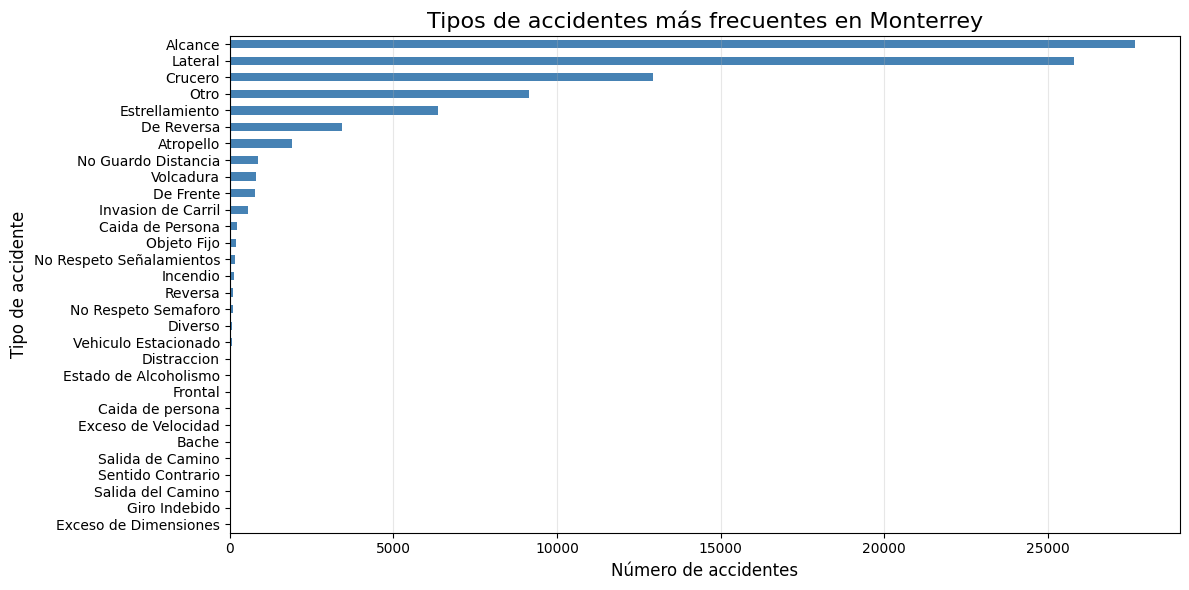 Tipos de accidentes más frecuentes en Monterrey
Tipo de accidente
Alcance
Lateral
Crucero
Otro
Estrellamiento
De Reversa
Atropello
No Guardo Distancia
Volcadura
De Frente
Invasion de Carril
Caida de Persona
Objeto Fijo
No Respeto Señalamientos
Incendio
Reversa
No Respeto Semaforo
Diverso
Vehiculo Estacionado
Distraccion
Estado de Alcoholismo
Frontal
Caida de persona
Exceso de Velocidad
Bache
Salida de Camino
Sentido Contrario
Salida del Camino
Giro Indebido
Exceso de Dimensiones
0 5000 10000 15000 20000 25000
Número de accidentes